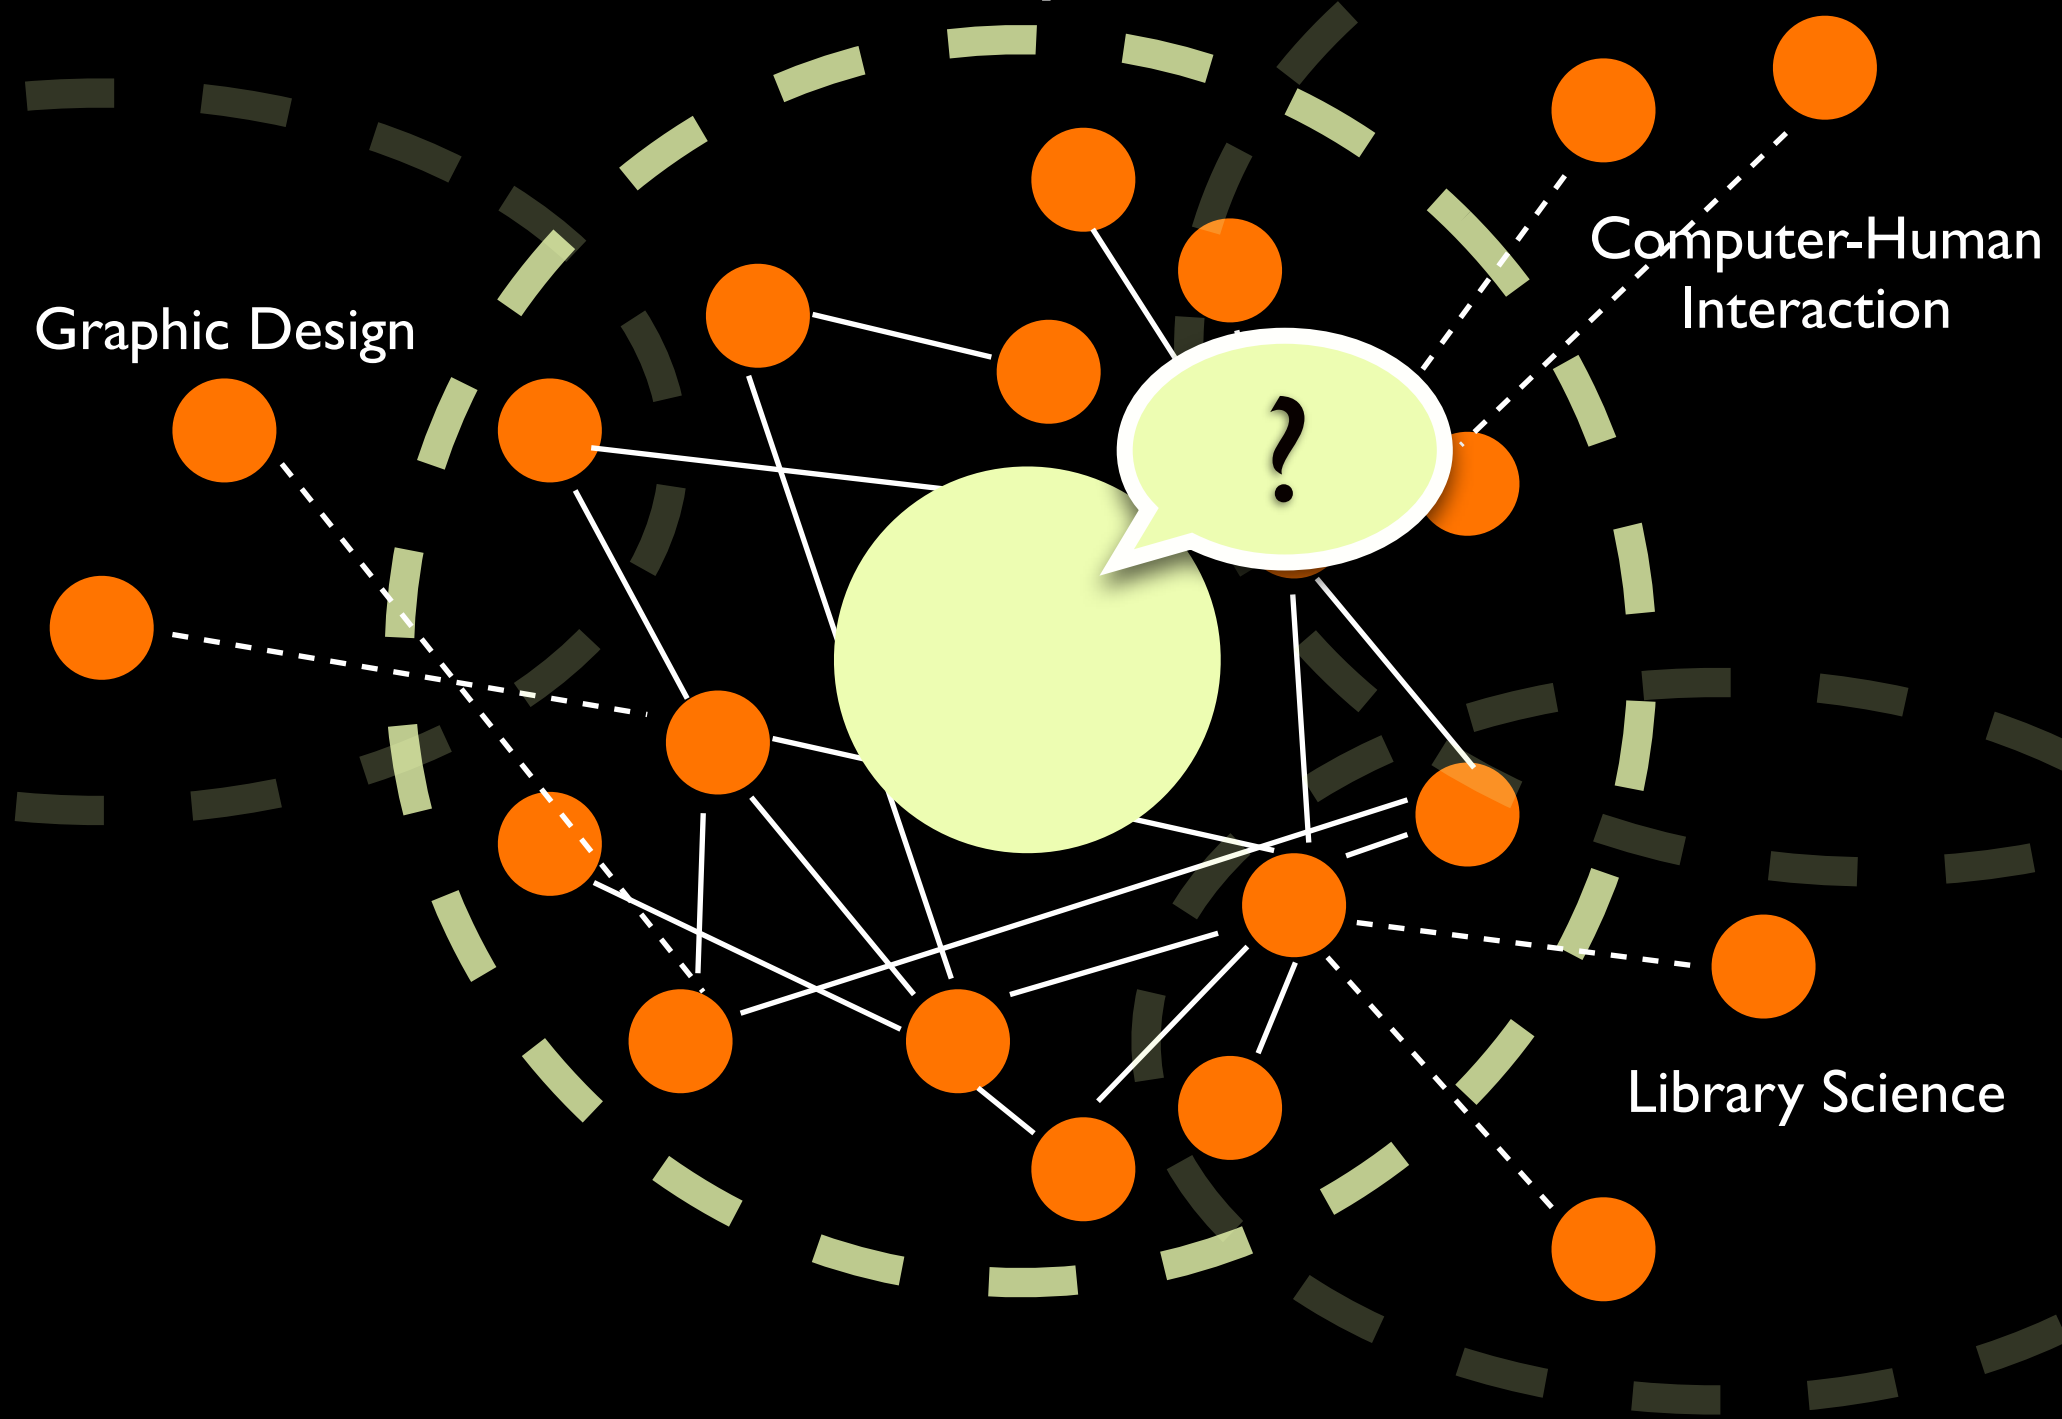 Computer-Human
Interaction
Graphic Design
?
Library Science